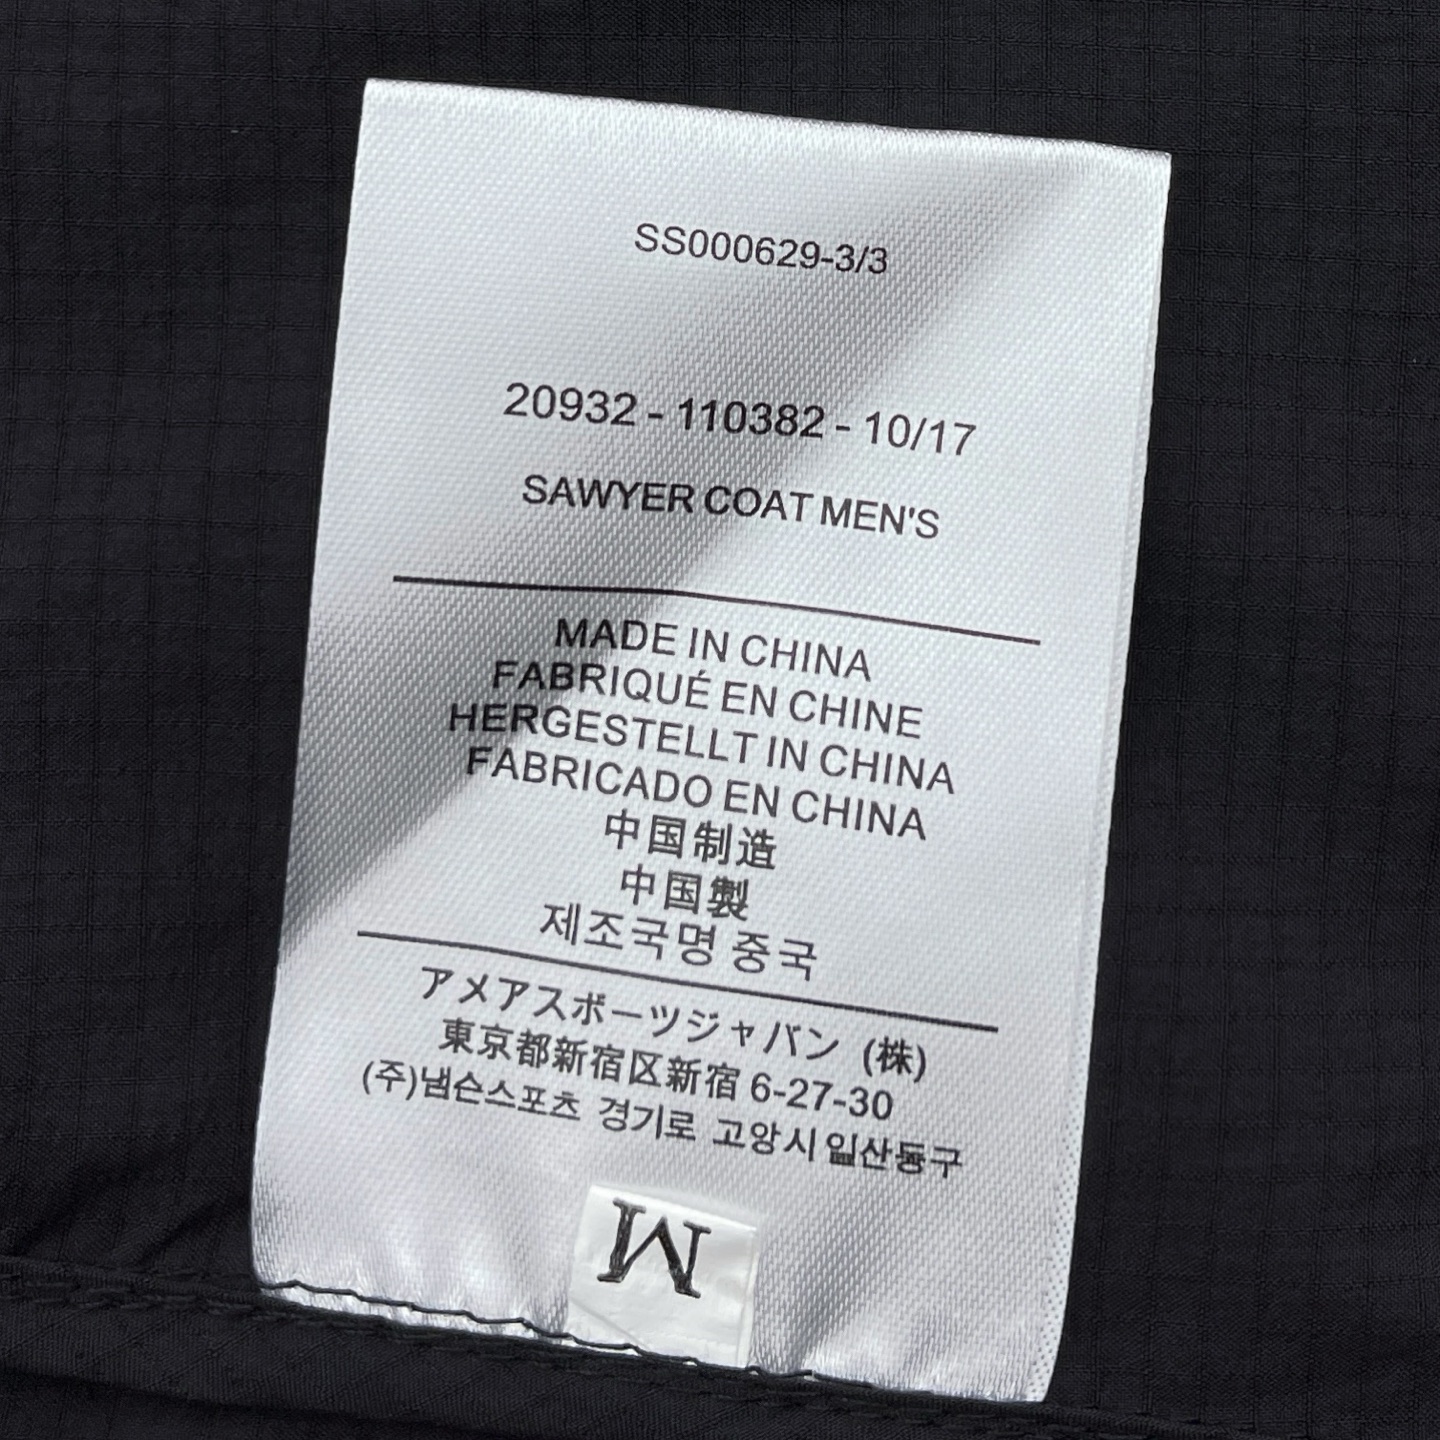 SS000629-3/3
20932 - 110382 - 10/17
SAWYER COAT MEN'S
MADE IN CHINA
FABRIQUÉ EN CHINE
HERGESTELLT IN CHINA
FABRICADO EN CHINA
中国制造
中国製
제조국명 중국
アメアスポーツジャパン (株)
東京都新宿区新宿 6-27-30
(주)넬슨스포츠 경기로 고양시일산동구
M